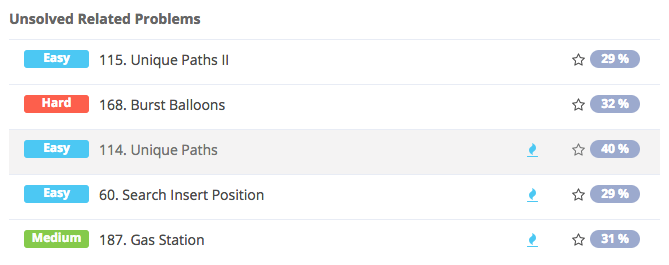 Unsolved Related Problems
Easy 115. Unique Paths II 29 %
Hard 168. Burst Balloons 32 %
Easy 114. Unique Paths 40 %
Easy 60. Search Insert Position 29 %
Medium 187. Gas Station 31 %